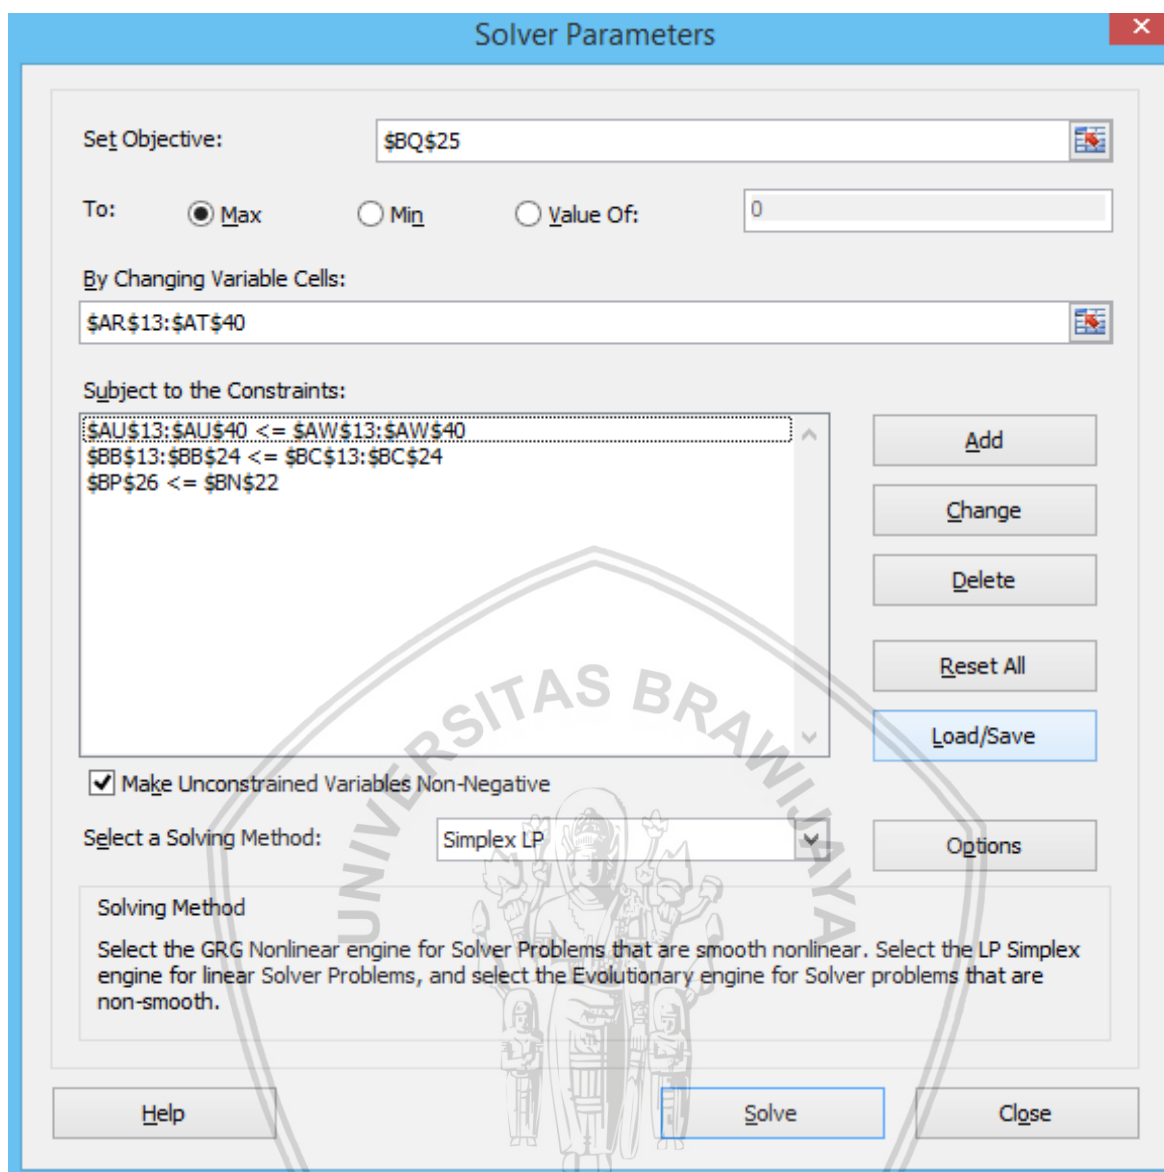 Solver Parameters
Set Objective:
$BQ$25
To:
Max
Min
Value Of:
0
By Changing Variable Cells:
$AR$13:$AT$40
Subject to the Constraints:
$AU$13:$AU$40 <= $AW$13:$AW$40
$BB$13:$BB$24 <= $BC$13:$BC$24
$BP$26 <= $BN$22
Add
Change
Delete
Reset All
Load/Save
Make Unconstrained Variables Non-Negative
Select a Solving Method:
Simplex LP
Options
Solving Method
Select the GRG Nonlinear engine for Solver Problems that are smooth nonlinear. Select the LP Simplex
engine for linear Solver Problems, and select the Evolutionary engine for Solver problems that are
non-smooth.
Help
Solve
Close
UNIVERSITAS BRAWIJAYA